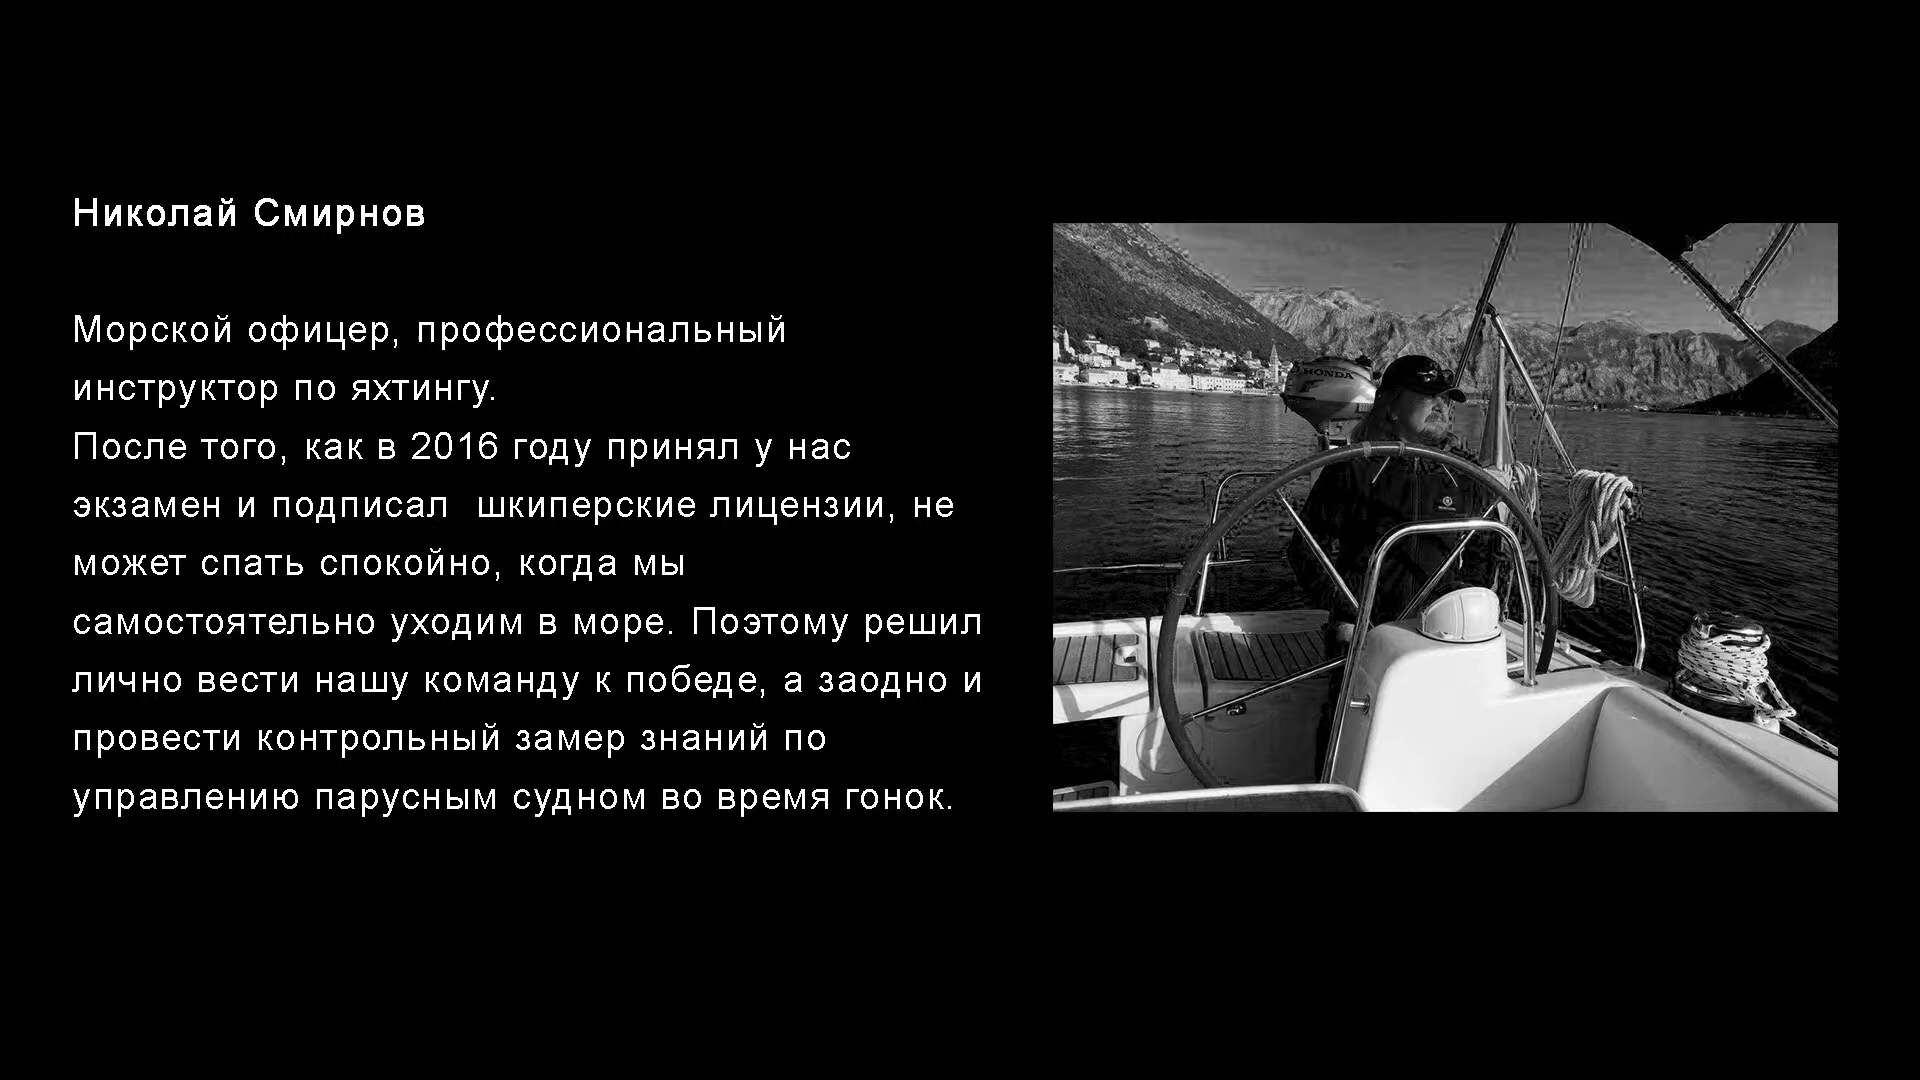 Николай Смирнов
Морской офицер, профессиональный
инструктор по яхтингу.
После того, как в 2016 году принял у нас
экзамен и подписал  шкиперские лицензии, не
может спать спокойно, когда мы
самостоятельно уходим в море. Поэтому решил
лично вести нашу команду к победе, а заодно и
провести контрольный замер знаний по
управлению парусным судном во время гонок.
HONDA